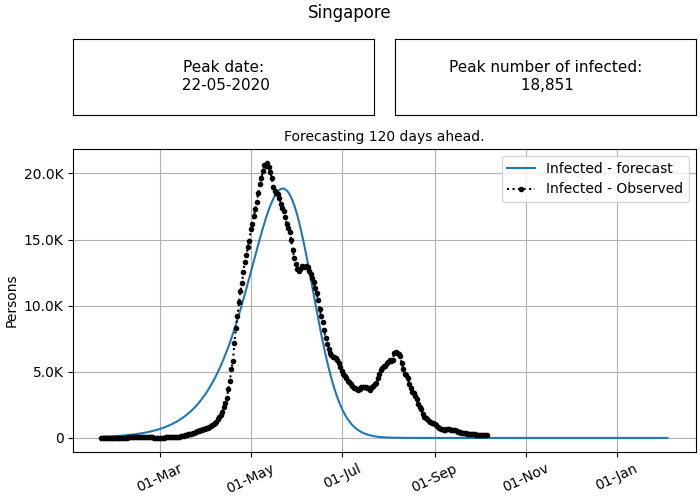 Singapore
Peak date:
22-05-2020
Peak number of infected:
18,851
Forecasting 120 days ahead.
Infected - forecast
Infected - Observed
20.0K
15.0K
10.0K
5.0K
0
Persons
01-Mar
01-May
01-Jul
01-Sep
01-Nov
01-Jan